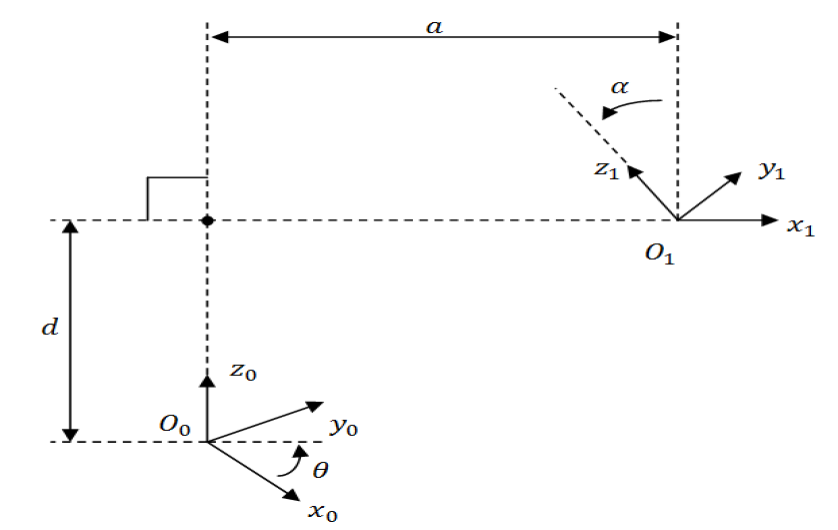 a
α
z₁
y₁
x₁
O₁
d
z₀
O₀
y₀
θ
x₀